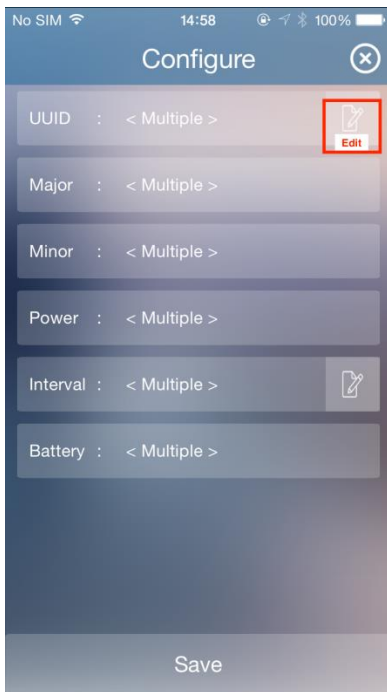 No SIM 14:58 100%
Configure
UUID : < Multiple >
Edit
Major : < Multiple >
Minor : < Multiple >
Power : < Multiple >
Interval : < Multiple >
Battery : < Multiple >
Save